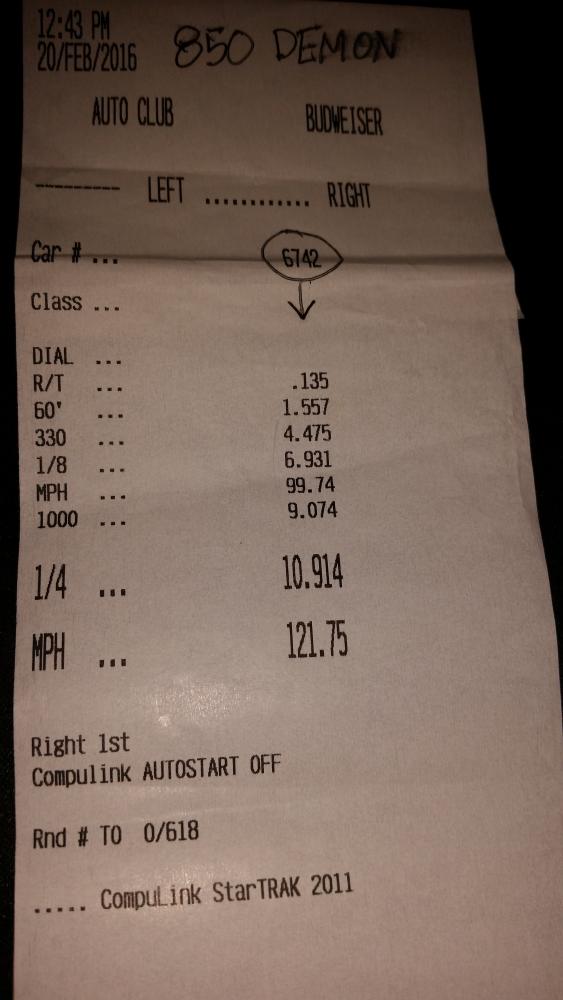 12:43 PM
20/FEB/2016 850 DEMON
AUTO CLUB BUDWEISER
--------- LEFT ............ RIGHT
Car # ... 6742
Class ...
DIAL ...
R/T ... .135
60' ... 1.557
330 ... 4.475
1/8 ... 6.931
MPH ... 99.74
1000 ... 9.074
1/4 ... 10.914
MPH ... 121.75
Right 1st
Compulink AUTOSTART OFF
Rnd # TO 0/618
..... CompuLink StarTRAK 2011